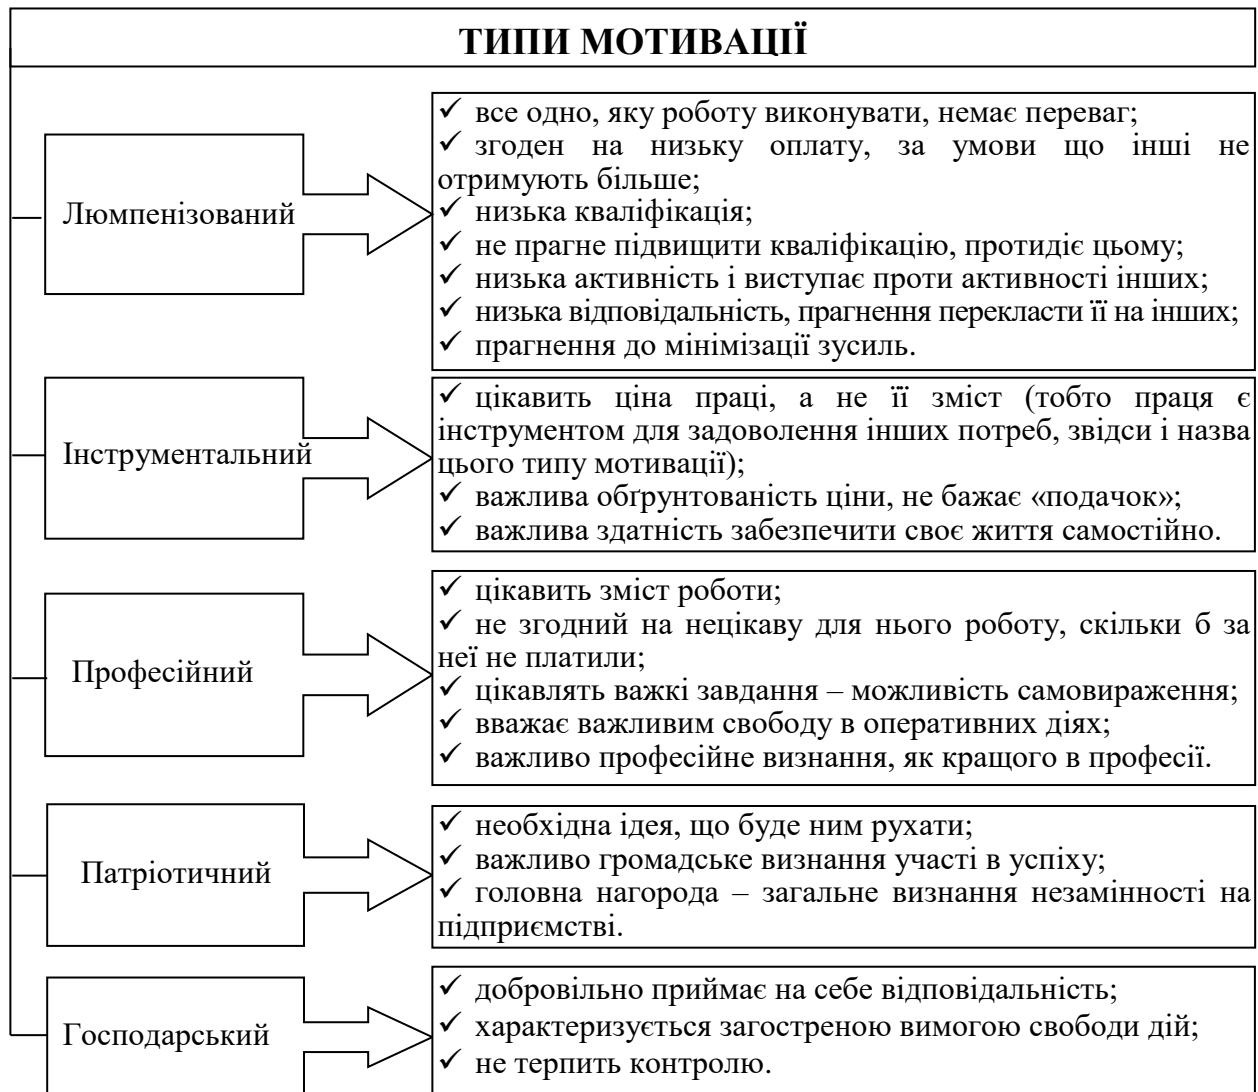 ТИПИ МОТИВАЦІЇ
Люмпенізований
✓ все одно, яку роботу виконувати, немає переваг;
✓ згоден на низьку оплату, за умови що інші не
отримують більше;
✓ низька кваліфікація;
✓ не прагне підвищити кваліфікацію, протидіє цьому;
✓ низька активність і виступає проти активності інших;
✓ низька відповідальність, прагнення перекласти її на інших;
✓ прагнення до мінімізації зусиль.
Інструментальний
✓ цікавить ціна праці, а не її зміст (тобто праця є
інструментом для задоволення інших потреб, звідси і назва
цього типу мотивації);
✓ важлива обґрунтованість ціни, не бажає «подачок»;
✓ важлива здатність забезпечити своє життя самостійно.
Професійний
✓ цікавить зміст роботи;
✓ не згодний на нецікаву для нього роботу, скільки б за
неї не платили;
✓ цікавлять важкі завдання – можливість самовираження;
✓ вважає важливим свободу в оперативних діях;
✓ важливо професійне визнання, як кращого в професії.
Патріотичний
✓ необхідна ідея, що буде ним рухати;
✓ важливо громадське визнання участі в успіху;
✓ головна нагорода – загальне визнання незамінності на
підприємстві.
Господарський
✓ добровільно приймає на себе відповідальність;
✓ характеризується загостреною вимогою свободи дій;
✓ не терпить контролю.